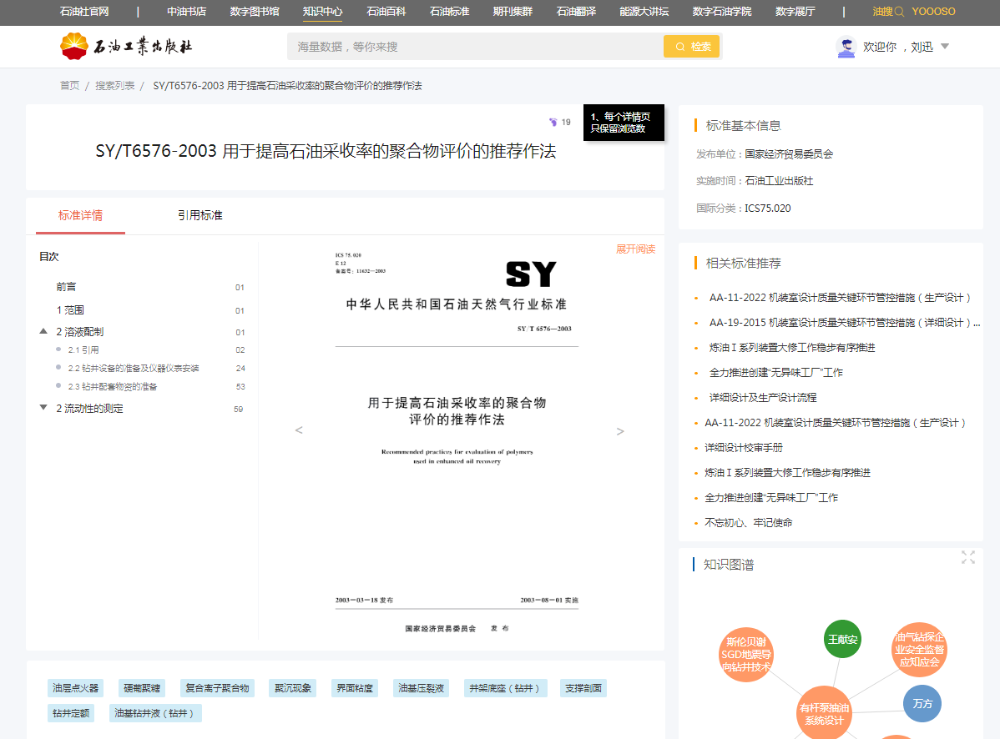 石油社官网 | 中油书店 数字图书馆 知识中心 石油百科 石油标准 期刊集群 石油翻译 能源大讲坛 数字石油学院 数字展厅 | 油搜 YOOOSO
石油工业出版社
海量数据，等你来搜
检索
欢迎你 ，刘迅
首页 / 搜索列表 / SY/T6576-2003 用于提高石油采收率的聚合物评价的推荐作法
19
1、每个详情页
只保留浏览数
SY/T6576-2003 用于提高石油采收率的聚合物评价的推荐作法
标准详情 引用标准
目次
前言 01
1 范围 01
2 溶液配制 01
2.1 引用 02
2.2 钻井设备的准备及仪器仪表安装 24
2.3 钻井配套物资的准备 53
2 流动性的测定 59
展开阅读
ICS 75.020
E 12
备案号：11632—2003
SY
中华人民共和国石油天然气行业标准
SY/T 6576—2003
用于提高石油采收率的聚合物
评价的推荐作法
Recommended practices for evaluation of polymers
used in enhanced oil recovery
< >
2003—03—18 发布 2003—08—01 实施
国家经济贸易委员会 发 布
油层点火器 硬葡聚糖 复合离子聚合物 聚沉现象 界面粘度 油基压裂液 井架底座（钻井） 支撑剖面
钻井定额 油基钻井液（钻井）
标准基本信息
发布单位：国家经济贸易委员会
实施时间：石油工业出版社
国际分类：ICS75.020
相关标准推荐
AA-11-2022 机装室设计质量关键环节管控措施（生产设计）
AA-19-2015 机装室设计质量关键环节管控措施（详细设计）...
炼油 I 系列装置大修工作稳步有序推进
全力推进创建“无异味工厂”工作
详细设计及生产设计流程
AA-11-2022 机装室设计质量关键环节管控措施（生产设计）
详细设计校审手册
炼油 I 系列装置大修工作稳步有序推进
全力推进创建“无异味工厂”工作
不忘初心、牢记使命
知识图谱
斯伦贝谢
SGD地震导
向钻井技术
王献安
油气钻探企
业安全监督
应知应会
万方
有杆泵抽油
系统设计